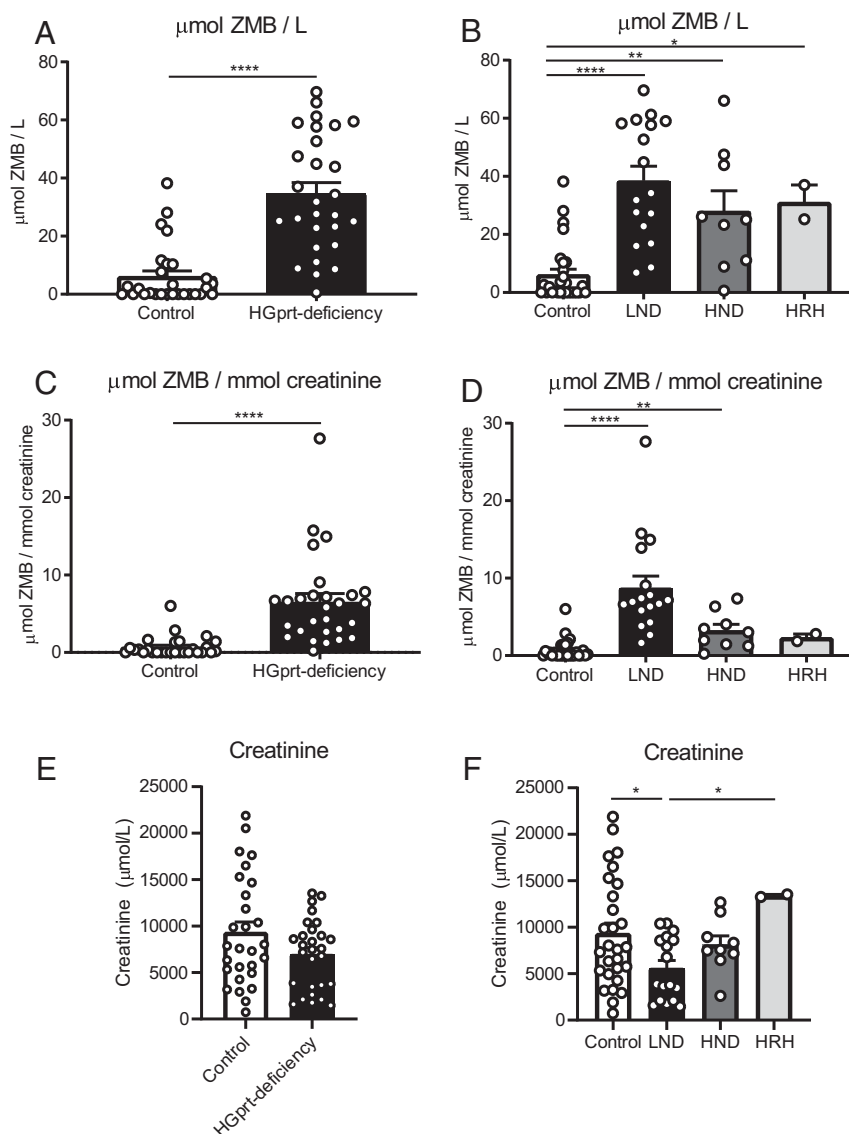 A
μmol ZMB / L
μmol ZMB / L
80
60
40
20
0
****
Control
HGprt-deficiency
B
μmol ZMB / L
μmol ZMB / L
80
60
40
20
0
*
**
****
Control
LND
HND
HRH
C
μmol ZMB / mmol creatinine
μmol ZMB / mmol creatinine
30
20
10
0
****
Control
HGprt-deficiency
D
μmol ZMB / mmol creatinine
μmol ZMB / mmol creatinine
30
20
10
0
**
****
Control
LND
HND
HRH
E
Creatinine
Creatinine (μmol/L)
25000
20000
15000
10000
5000
0
Control
HGprt-deficiency
F
Creatinine
Creatinine (μmol/L)
25000
20000
15000
10000
5000
0
*
*
Control
LND
HND
HRH